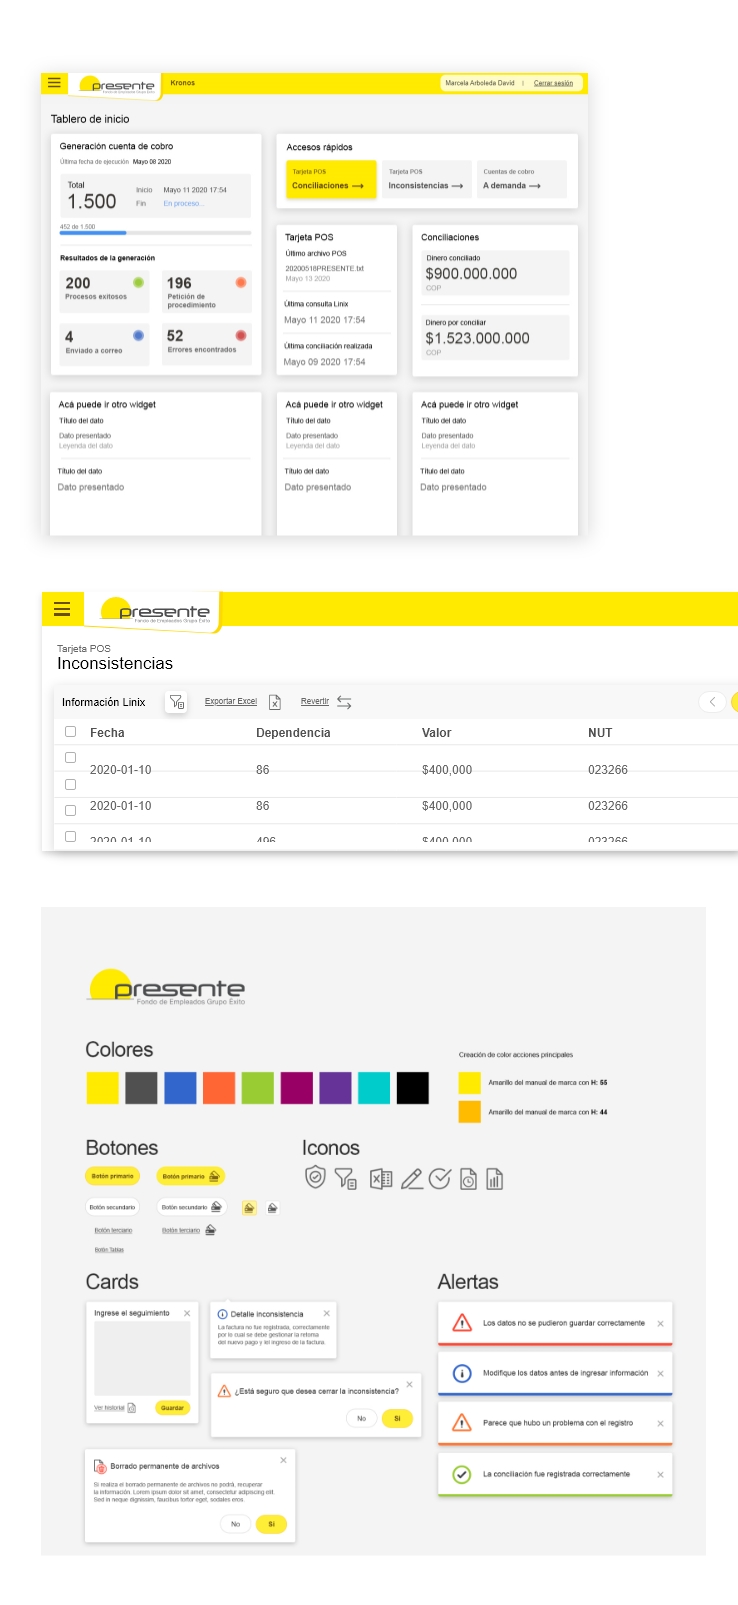 presente
Fondo de Empleados Grupo Éxito
Kronos
Marcela Arboleda David | Cerrar sesión
Tablero de inicio
Generación cuenta de cobro
Última fecha de ejecución Mayo 08 2020
Total
1.500
Inicio Mayo 11 2020 17:54
Fin En proceso...
452 de 1.500
Resultados de la generación
200
Procesos exitosos
196
Petición de
procedimiento
4
Enviado a correo
52
Errores encontrados
Accesos rápidos
Tarjeta POS
Conciliaciones
Tarjeta POS
Inconsistencias
Cuentas de cobro
A demanda
Tarjeta POS
Último archivo POS
20200516PRESENTE.txt
Mayo 13 2020
Última consulta Linix
Mayo 11 2020 17:54
Última conciliación realizada
Mayo 09 2020 17:54
Conciliaciones
Dinero conciliado
$900.000.000
COP
Dinero por conciliar
$1.523.000.000
COP
Acá puede ir otro widget
Título del dato
Dato presentado
Leyenda del dato
Título del dato
Dato presentado
Acá puede ir otro widget
Título del dato
Dato presentado
Leyenda del dato
Título del dato
Dato presentado
Acá puede ir otro widget
Título del dato
Dato presentado
Leyenda del dato
Título del dato
Dato presentado
presente
Fondo de Empleados Grupo Éxito
Tarjeta POS
Inconsistencias
Información Linix Exportar Excel Revertir
Fecha Dependencia Valor NUT
2020-01-10 86 $400,000 023266
2020-01-10 86 $400,000 023266
2020-01-10 496 $400,000 023266
presente
Fondo de Empleados Grupo Éxito
Colores
Creación de color acciones principales
Amarillo del manual de marca con H: 55
Amarillo del manual de marca con H: 44
Botones
Botón primario Botón primario
Botón secundario Botón secundario
Botón terciario Botón terciario
Botón Tablas
Iconos
Cards
Ingrese el seguimiento
Ver historial Guardar
Detalle inconsistencia
La factura no fue registrada, correctamente
por lo cual se debe gestionar la retoma
del nuevo pago y el ingreso de la factura
¿Está seguro que desea cerrar la inconsistencia?
No Sí
Borrado permanente de archivos
Si realiza el borrado permanente de archivos no podrá, recuperar
la información. Lorem ipsum dolor sit amet, consectetur adipiscing elit.
Sed in neque dignissim, faucibus tortor eget, sodales eros.
No Sí
Alertas
Los datos no se pudieron guardar correctamente
Modifique los datos antes de ingresar información
Parece que hubo un problema con el registro
La conciliación fue registrada correctamente